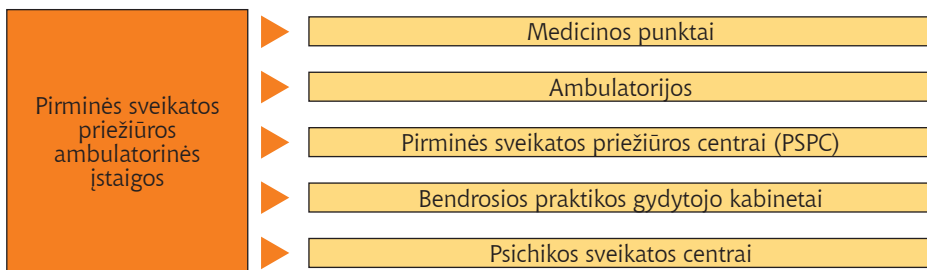 Pirminės sveikatos
priežiūros
ambulatorinės
įstaigos
Medicinos punktai
Ambulatorijos
Pirminės sveikatos priežiūros centrai (PSPC)
Bendrosios praktikos gydytojo kabinetai
Psichikos sveikatos centrai